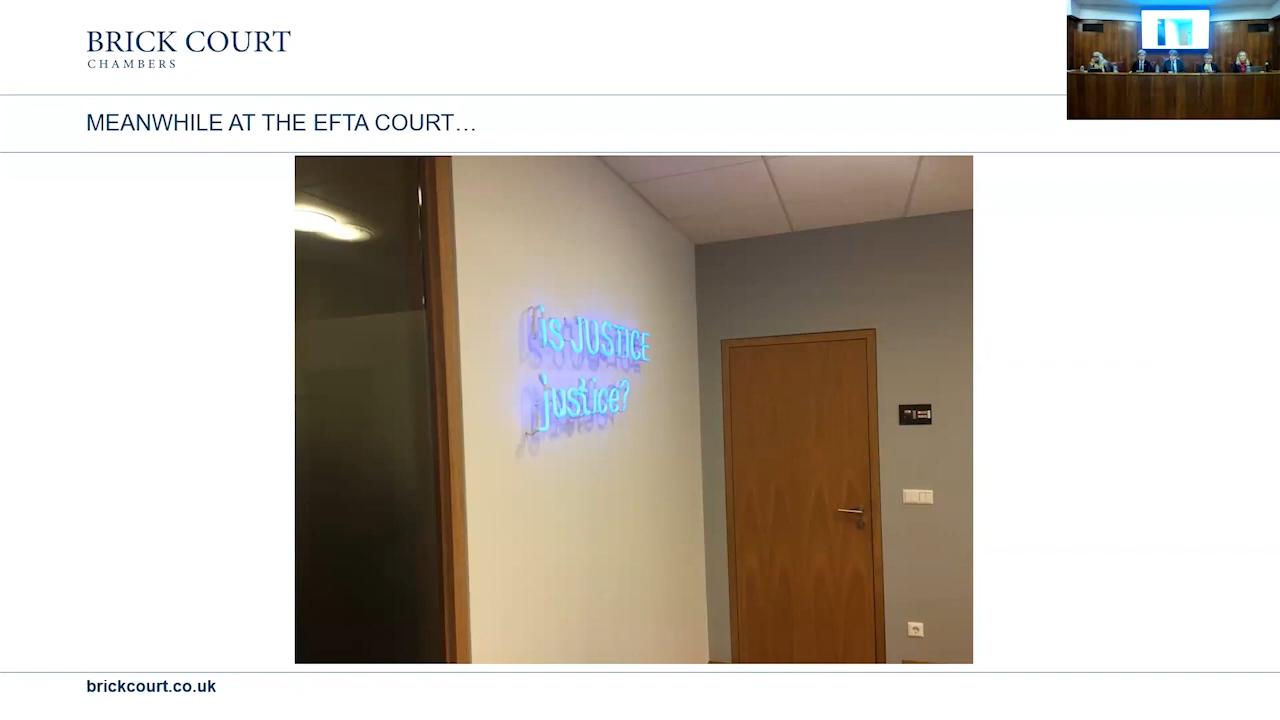 BRICK COURT
CHAMBERS
MEANWHILE AT THE EFTA COURT…
is JUSTICE
justice?
brickcourt.co.uk